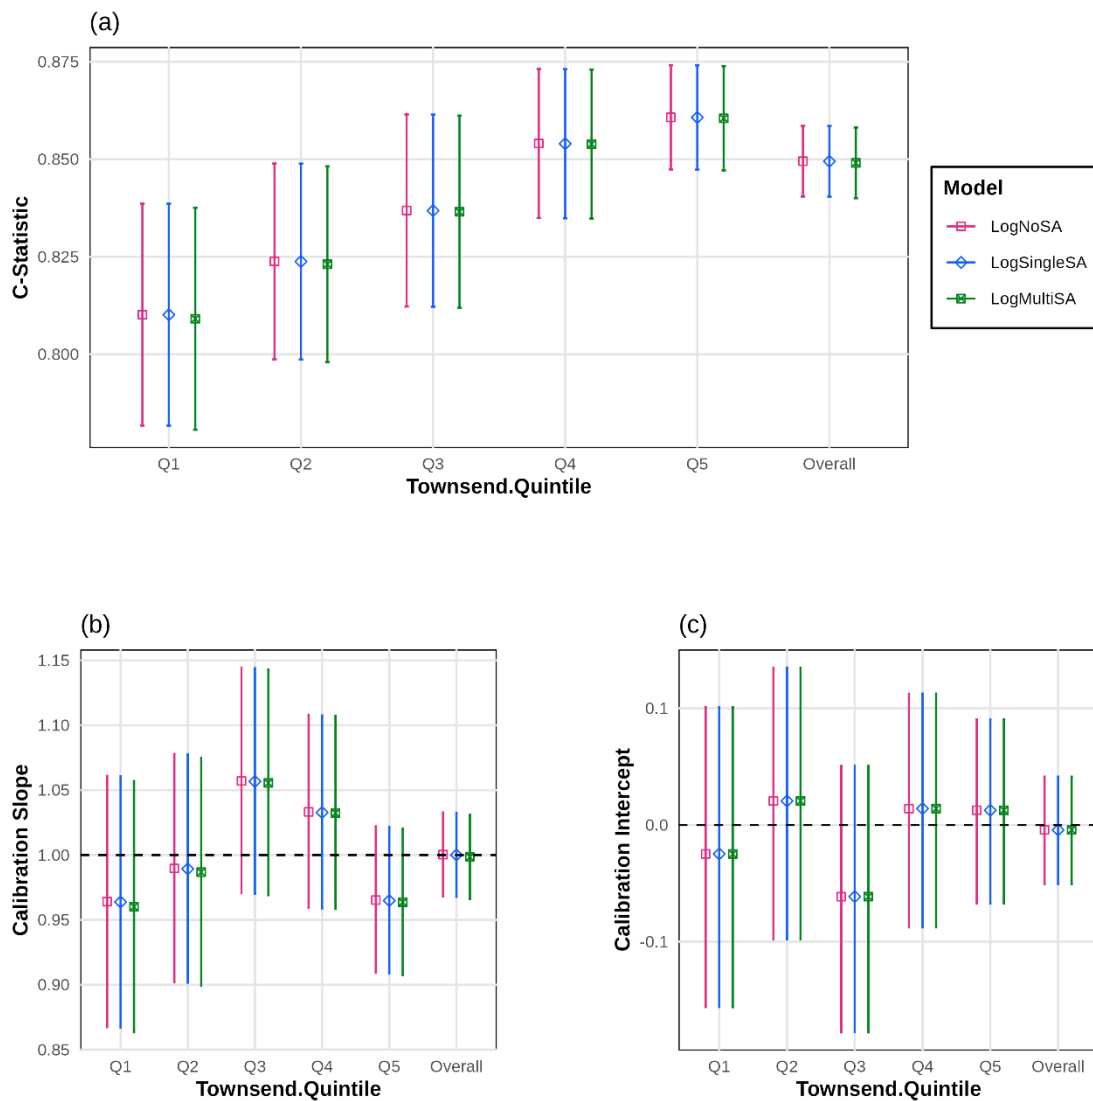 (a)
0.875
0.850
0.825
0.800
C-Statistic
Q1 Q2 Q3 Q4 Q5 Overall
Townsend.Quintile
Model
LogNoSA
LogSingleSA
LogMultiSA
(b)
1.15
1.10
1.05
1.00
0.95
0.90
0.85
Calibration Slope
Q1 Q2 Q3 Q4 Q5 Overall
Townsend.Quintile
(c)
0.1
0.0
-0.1
Calibration Intercept
Q1 Q2 Q3 Q4 Q5 Overall
Townsend.Quintile